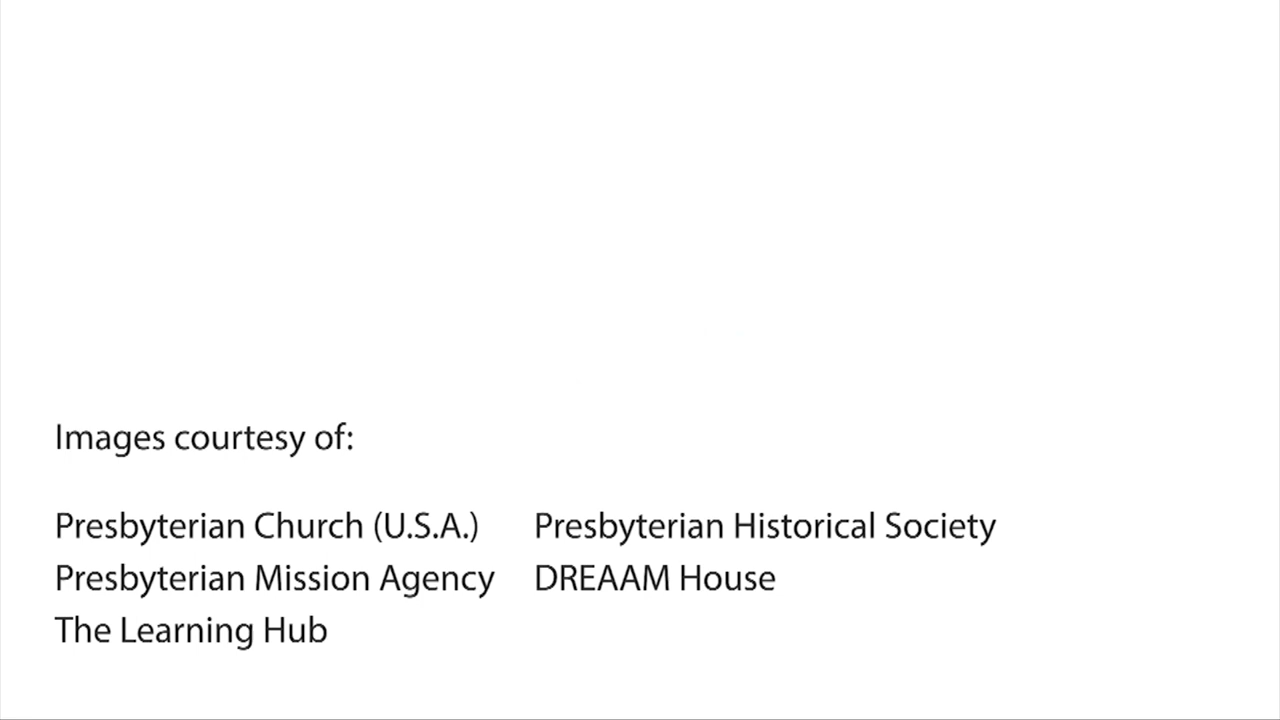 Images courtesy of:
Presbyterian Church (U.S.A.) Presbyterian Historical Society
Presbyterian Mission Agency DREAAM House
The Learning Hub